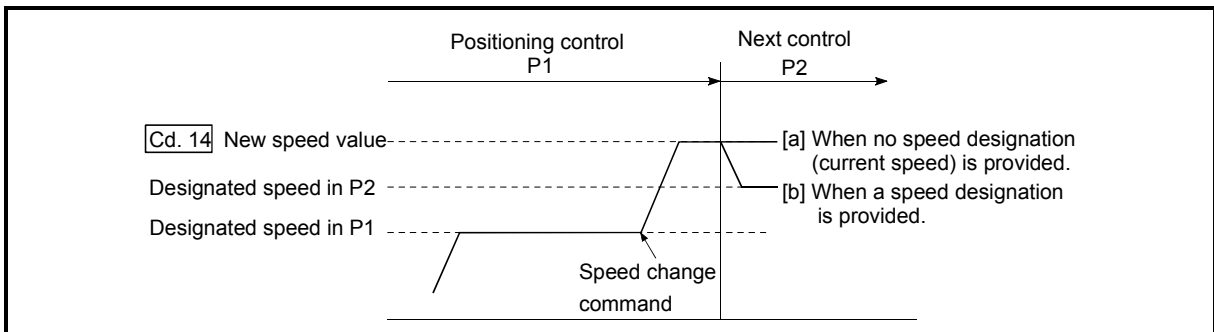 Positioning control
P1
Next control
P2
Cd. 14 New speed value
Designated speed in P2
Designated speed in P1
[a] When no speed designation
(current speed) is provided.
[b] When a speed designation
is provided.
Speed change
command